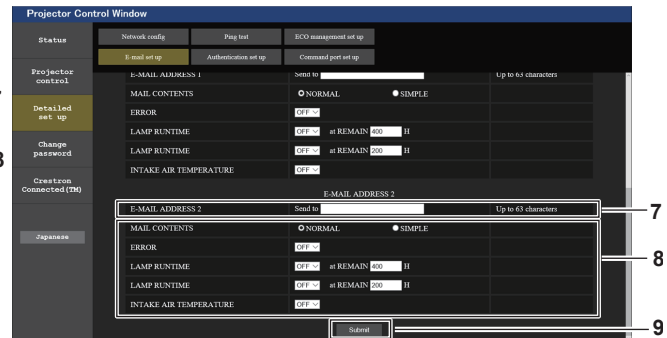 Projector Control Window
Status
Network config Ping test ECO management set up
E-mail set up Authentication set up Command port set up
Projector control
Detailed set up
Change password
Crestron Connected(TM)
Japanese
E-MAIL ADDRESS 1 Send to Up to 63 characters
MAIL CONTENTS NORMAL SIMPLE
ERROR OFF
LAMP RUNTIME OFF at REMAIN 400 H
LAMP RUNTIME OFF at REMAIN 200 H
INTAKE AIR TEMPERATURE OFF
E-MAIL ADDRESS 2
E-MAIL ADDRESS 2 Send to Up to 63 characters 7
MAIL CONTENTS NORMAL SIMPLE
ERROR OFF
8
LAMP RUNTIME OFF at REMAIN 400 H
LAMP RUNTIME OFF at REMAIN 200 H
INTAKE AIR TEMPERATURE OFF
Submit 9